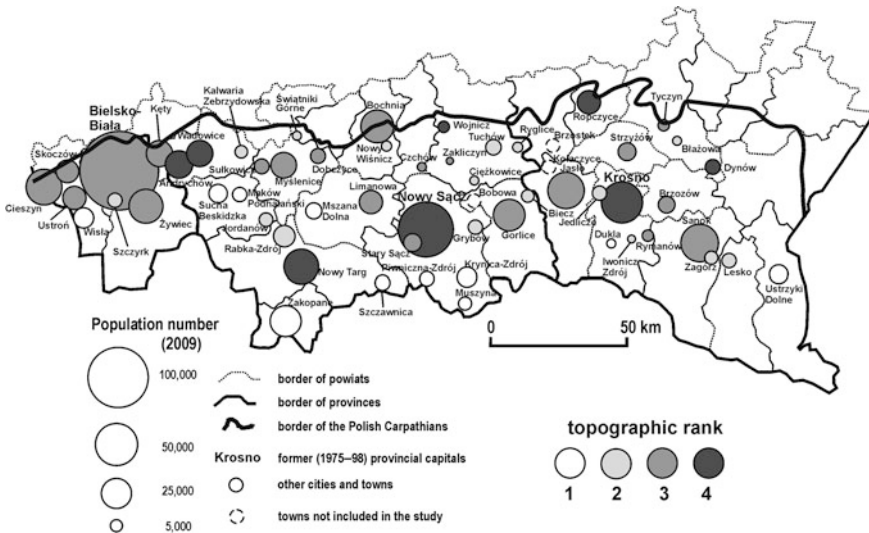 Bielsko-
Biała
Kęty
Kalwaria
Zebrzydowska
Świątniki
Górne
Bochnia
Wojnicz
Tuchów
Ryglice
Ropczyce
Brzostek
Tyczyn
Skoczów
Wadowice
Andrychów
Sułkowice
Myślenice
Dobczyce
Nowy
Wiśnicz
Czchów
Zakliczyn
Ciężkowice
Kołaczyce
Jasło
Strzyżów
Błażowa
Dynów
Cieszyn
Ustroń
Wisła
Szczyrk
Żywiec
Sucha
Beskidzka
Maków
Podhalański
Jordanów
Rabka-Zdrój
Mszana
Dolna
Limanowa
Nowy Sącz
Bobowa
Biecz
Jedlicze
Krosno
Brzozów
Sanok
Stary Sącz
Grybów
Gorlice
Dukla
Iwonicz
Zdrój
Rymanów
Zagórz
Lesko
Ustrzyki
Dolne
Nowy Targ
Zakopane
Szczawnica
Piwniczna-Zdrój
Krynica-Zdrój
Muszyna
0 50 km
Population number
(2009)
100,000
50,000
25,000
5,000
border of powiats
border of provinces
border of the Polish Carpathians
Krosno former (1975–98) provincial capitals
other cities and towns
towns not included in the study
topographic rank
1 2 3 4